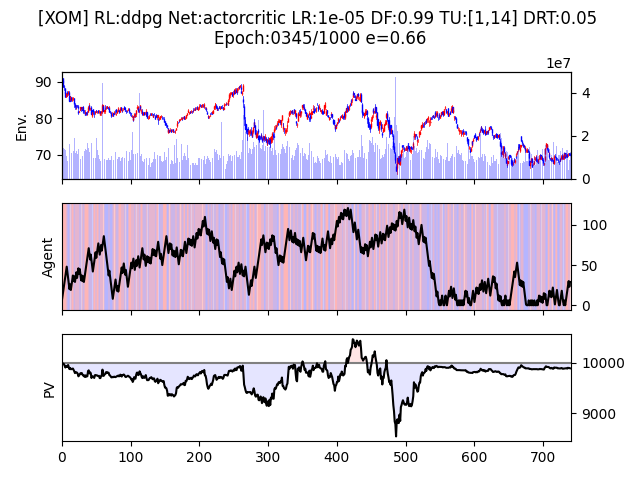 [XOM] RL:ddpg Net:actorcritic LR:1e-05 DF:0.99 TU:[1,14] DRT:0.05
Epoch:0345/1000 e=0.66
1e7
90
80
70
Env.
4
2
0
Agent
100
50
0
PV
10000
9000
0 100 200 300 400 500 600 700